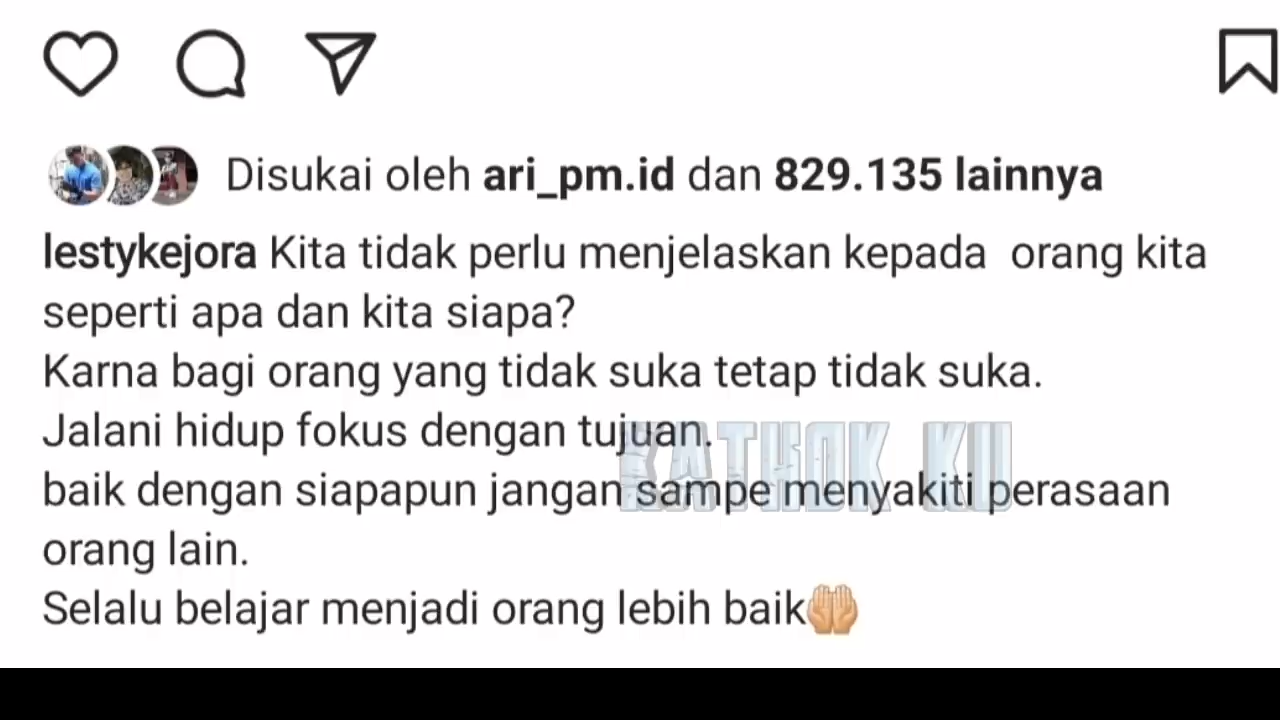 Disukai oleh ari_pm.id dan 829.135 lainnya
lestykejora Kita tidak perlu menjelaskan kepada  orang kita
seperti apa dan kita siapa?
Karna bagi orang yang tidak suka tetap tidak suka.
Jalani hidup fokus dengan tujuan.
KATHOK KU
baik dengan siapapun jangan sampe menyakiti perasaan
orang lain.
Selalu belajar menjadi orang lebih baik🤲🏼